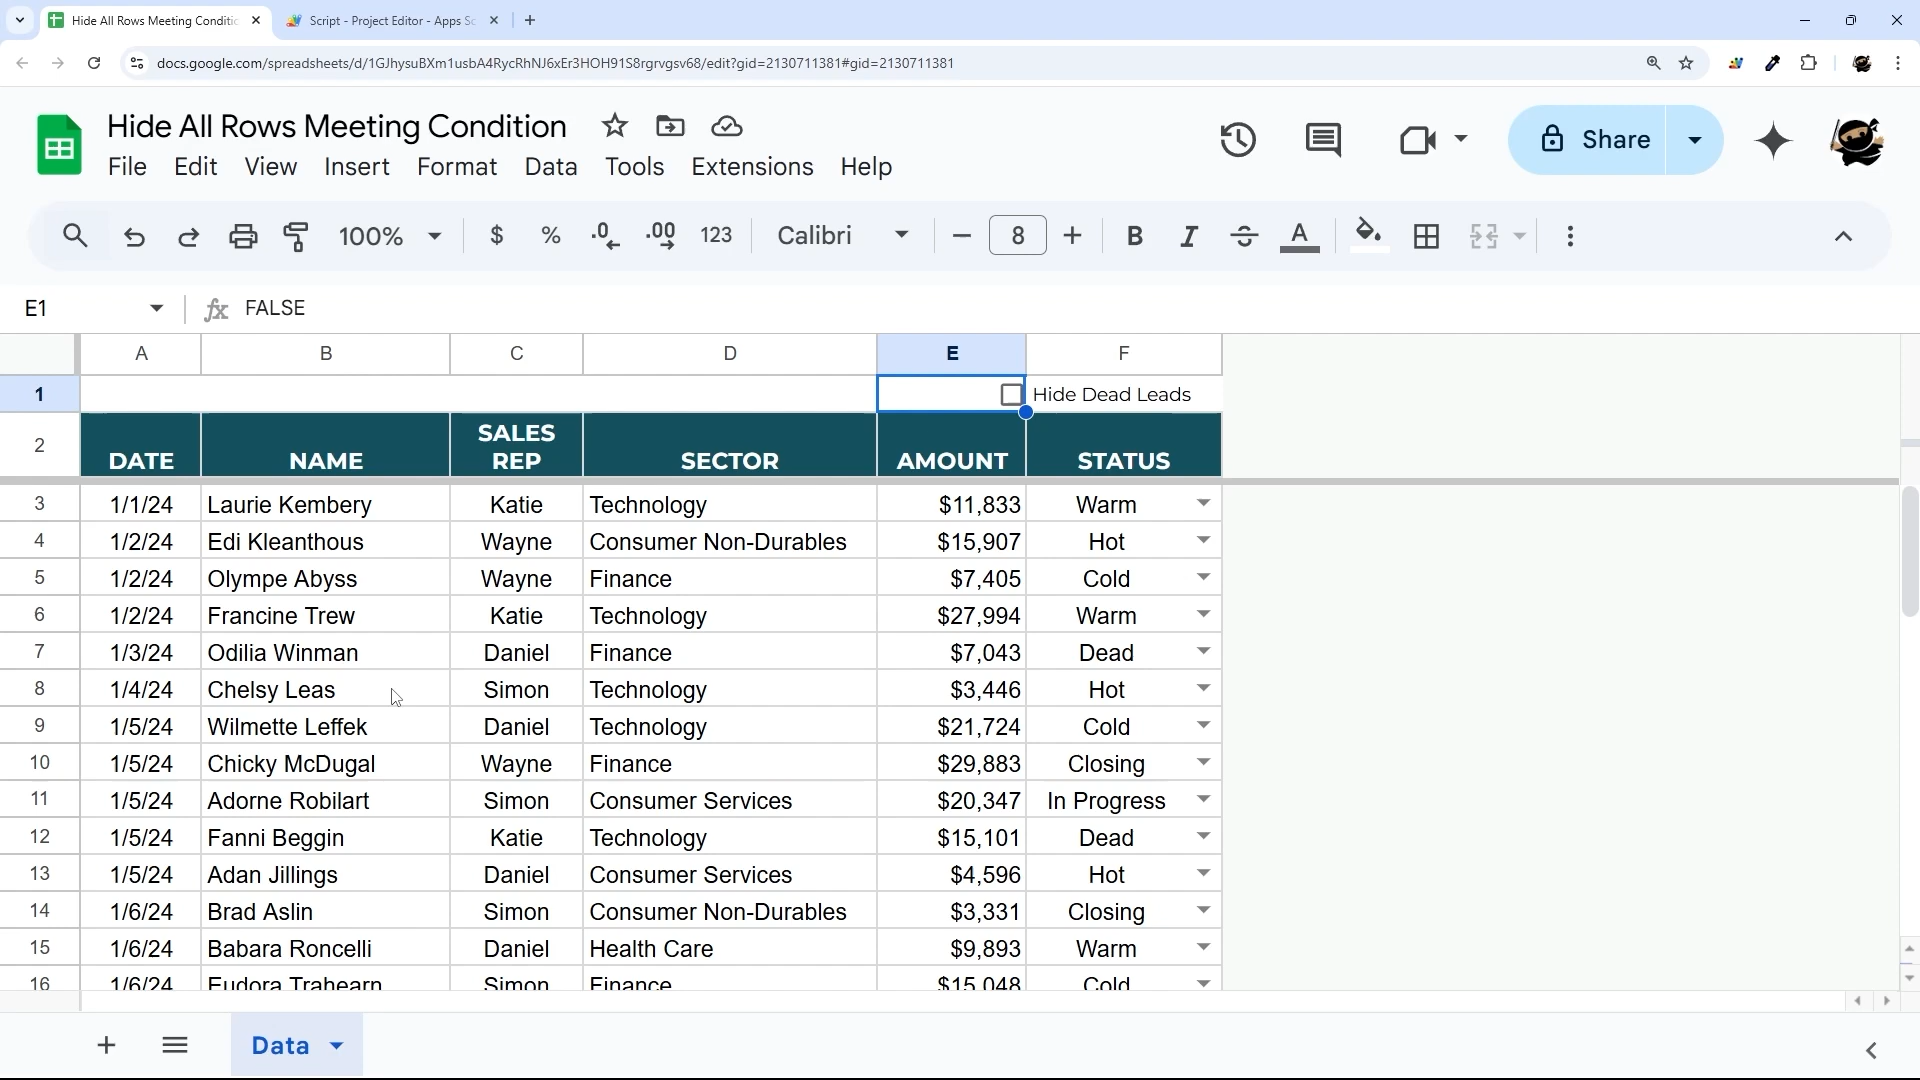 Hide All Rows Meeting Conditic
Script - Project Editor - Apps Sc
docs.google.com/spreadsheets/d/1GJhysuBXm1usbA4RycRhNJ6xEr3HOH91S8rgrvgsv68/edit?gid=2130711381#gid=2130711381
Hide All Rows Meeting Condition
Share
File Edit View Insert Format Data Tools Extensions Help
100% $ % .0 .00 123 Calibri 8 B I S A
E1 fx FALSE
A B C D E F
1 Hide Dead Leads
2 DATE NAME SALES REP SECTOR AMOUNT STATUS
3 1/1/24 Laurie Kembery Katie Technology $11,833 Warm
4 1/2/24 Edi Kleanthous Wayne Consumer Non-Durables $15,907 Hot
5 1/2/24 Olympe Abyss Wayne Finance $7,405 Cold
6 1/2/24 Francine Trew Katie Technology $27,994 Warm
7 1/3/24 Odilia Winman Daniel Finance $7,043 Dead
8 1/4/24 Chelsy Leas Simon Technology $3,446 Hot
9 1/5/24 Wilmette Leffek Daniel Technology $21,724 Cold
10 1/5/24 Chicky McDugal Wayne Finance $29,883 Closing
11 1/5/24 Adorne Robilart Simon Consumer Services $20,347 In Progress
12 1/5/24 Fanni Beggin Katie Technology $15,101 Dead
13 1/5/24 Adan Jillings Daniel Consumer Services $4,596 Hot
14 1/6/24 Brad Aslin Simon Consumer Non-Durables $3,331 Closing
15 1/6/24 Babara Roncelli Daniel Health Care $9,893 Warm
16 1/6/24 Eudora Trahearn Simon Finance $15,048 Cold
Data